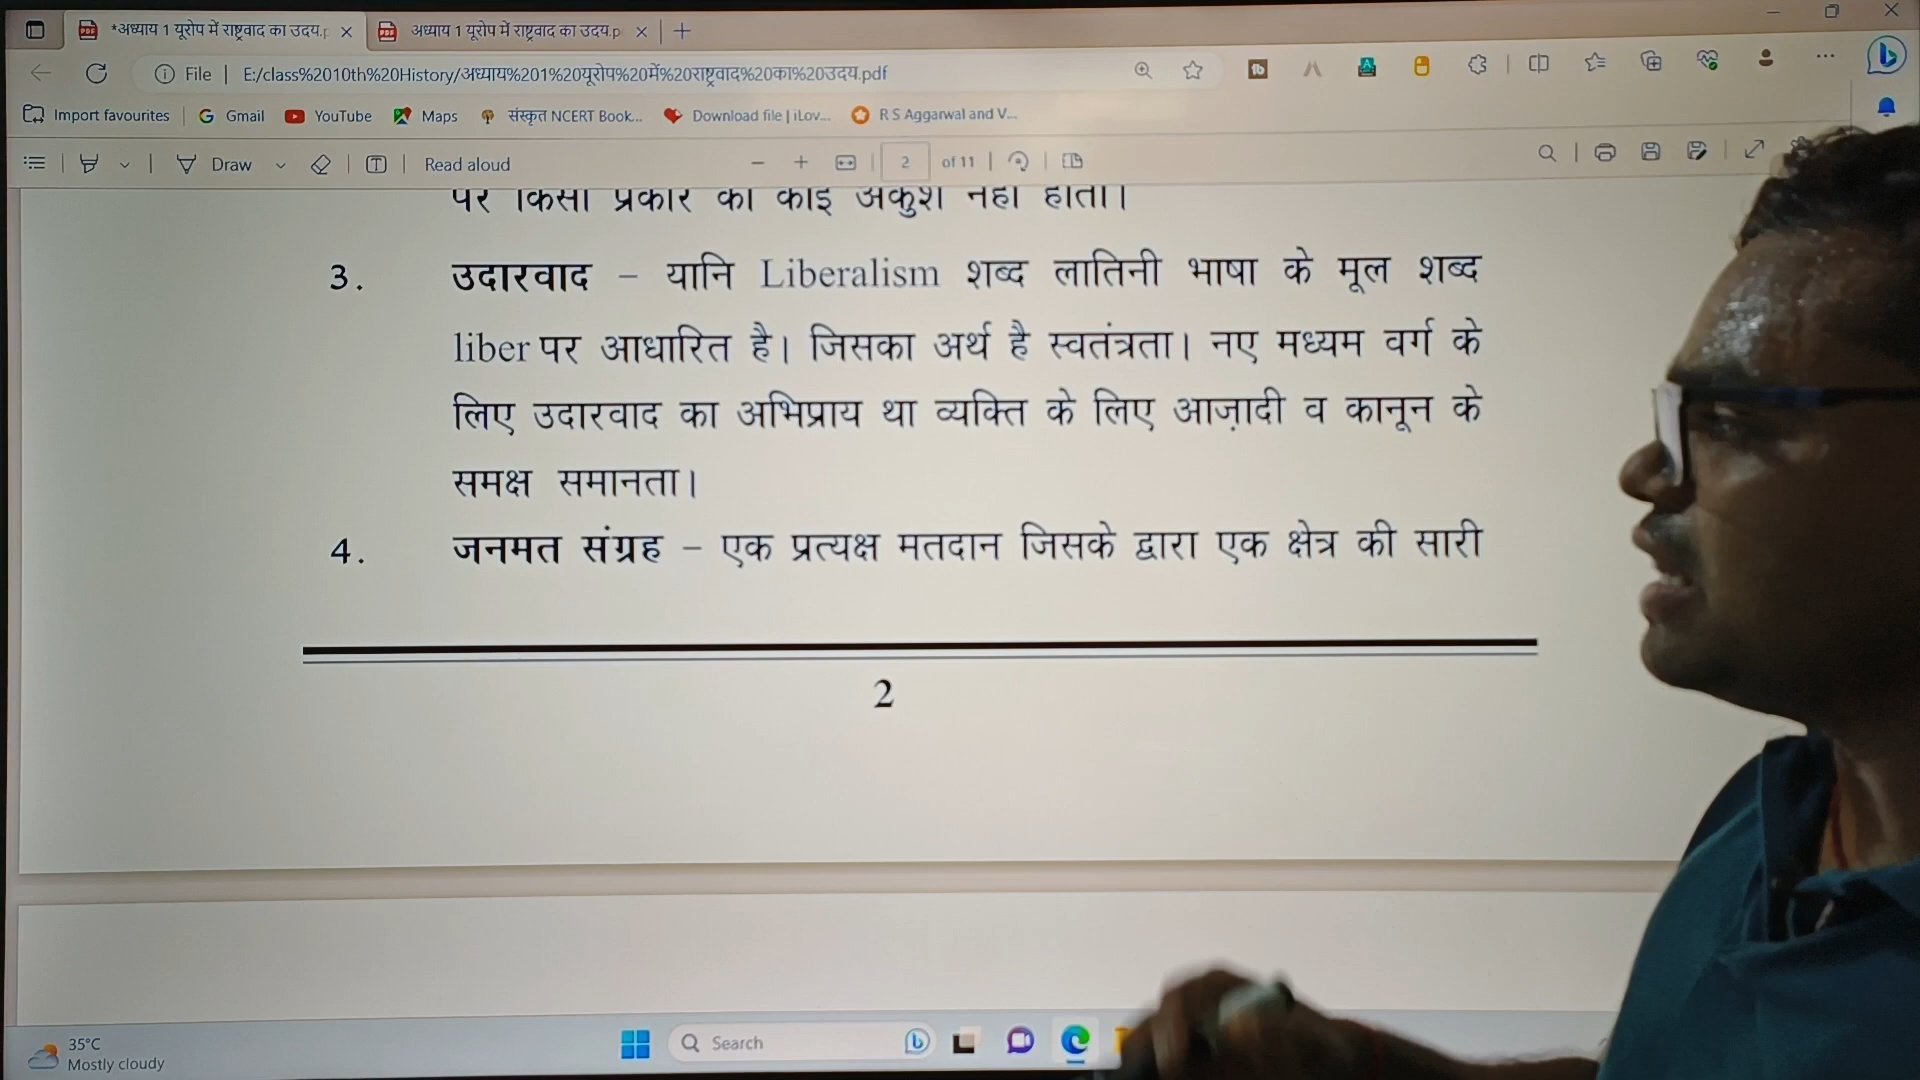 *अध्याय 1 यूरोप में राष्ट्रवाद का उदय.p
अध्याय 1 यूरोप में राष्ट्रवाद का उदय.p
File E:/class%2010th%20History/अध्याय%201%20यूरोप%20में%20राष्ट्रवाद%20का%20उदय.pdf
Import favourites Gmail YouTube Maps संस्कृत NCERT Book... Download file | iLov... R S Aggarwal and V...
Draw Read aloud 2 of 11
पर किसी प्रकार का कोई अंकुश नहीं होता।
3. उदारवाद – यानि Liberalism शब्द लातिनी भाषा के मूल शब्द
liber पर आधारित है। जिसका अर्थ है स्वतंत्रता। नए मध्यम वर्ग के
लिए उदारवाद का अभिप्राय था व्यक्ति के लिए आज़ादी व कानून के
समक्ष समानता।
4. जनमत संग्रह – एक प्रत्यक्ष मतदान जिसके द्वारा एक क्षेत्र की सारी
2
35°C
Mostly cloudy
Search